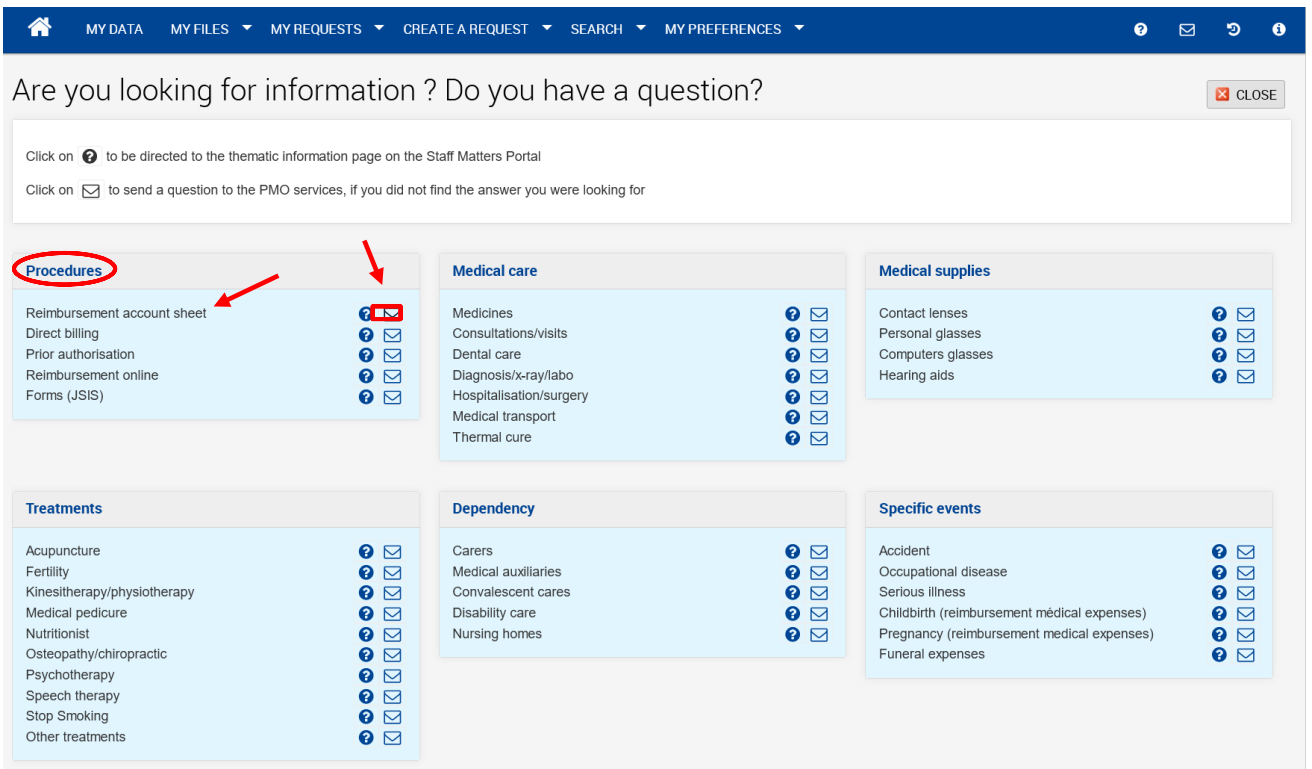 MY DATA MY FILES MY REQUESTS CREATE A REQUEST SEARCH MY PREFERENCES
Are you looking for information ? Do you have a question?
CLOSE
Click on ? to be directed to the thematic information page on the Staff Matters Portal
Click on to send a question to the PMO services, if you did not find the answer you were looking for
Procedures
Reimbursement account sheet
Direct billing
Prior authorisation
Reimbursement online
Forms (JSIS)
Medical care
Medicines
Consultations/visits
Dental care
Diagnosis/x-ray/labo
Hospitalisation/surgery
Medical transport
Thermal cure
Medical supplies
Contact lenses
Personal glasses
Computers glasses
Hearing aids
Treatments
Acupuncture
Fertility
Kinesitherapy/physiotherapy
Medical pedicure
Nutritionist
Osteopathy/chiropractic
Psychotherapy
Speech therapy
Stop Smoking
Other treatments
Dependency
Carers
Medical auxiliaries
Convalescent cares
Disability care
Nursing homes
Specific events
Accident
Occupational disease
Serious illness
Childbirth (reimbursement médical expenses)
Pregnancy (reimbursement medical expenses)
Funeral expenses